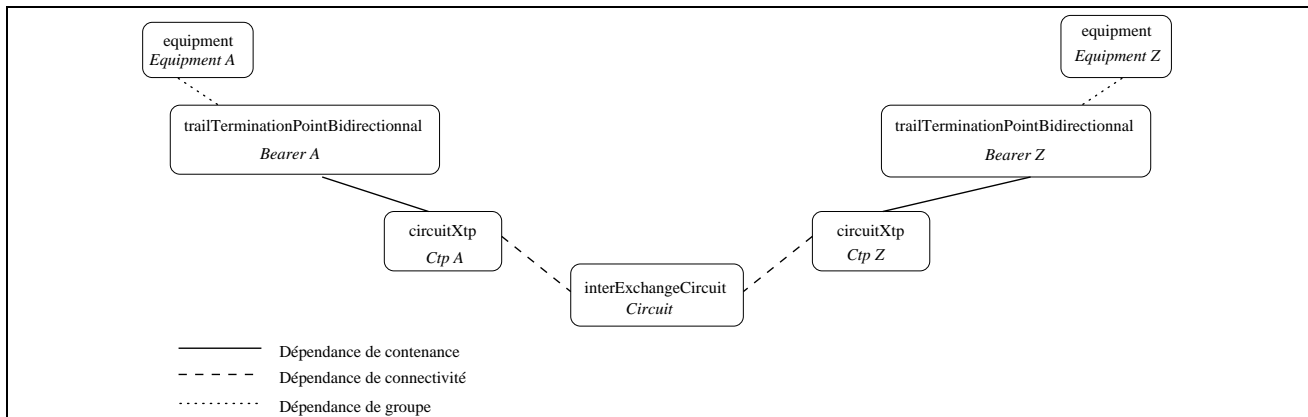 equipment
Equipment A
equipment
Equipment Z
trailTerminationPointBidirectionnal
Bearer A
trailTerminationPointBidirectionnal
Bearer Z
circuitXtp
Ctp A
circuitXtp
Ctp Z
interExchangeCircuit
Circuit
Dépendance de contenance
Dépendance de connectivité
Dépendance de groupe